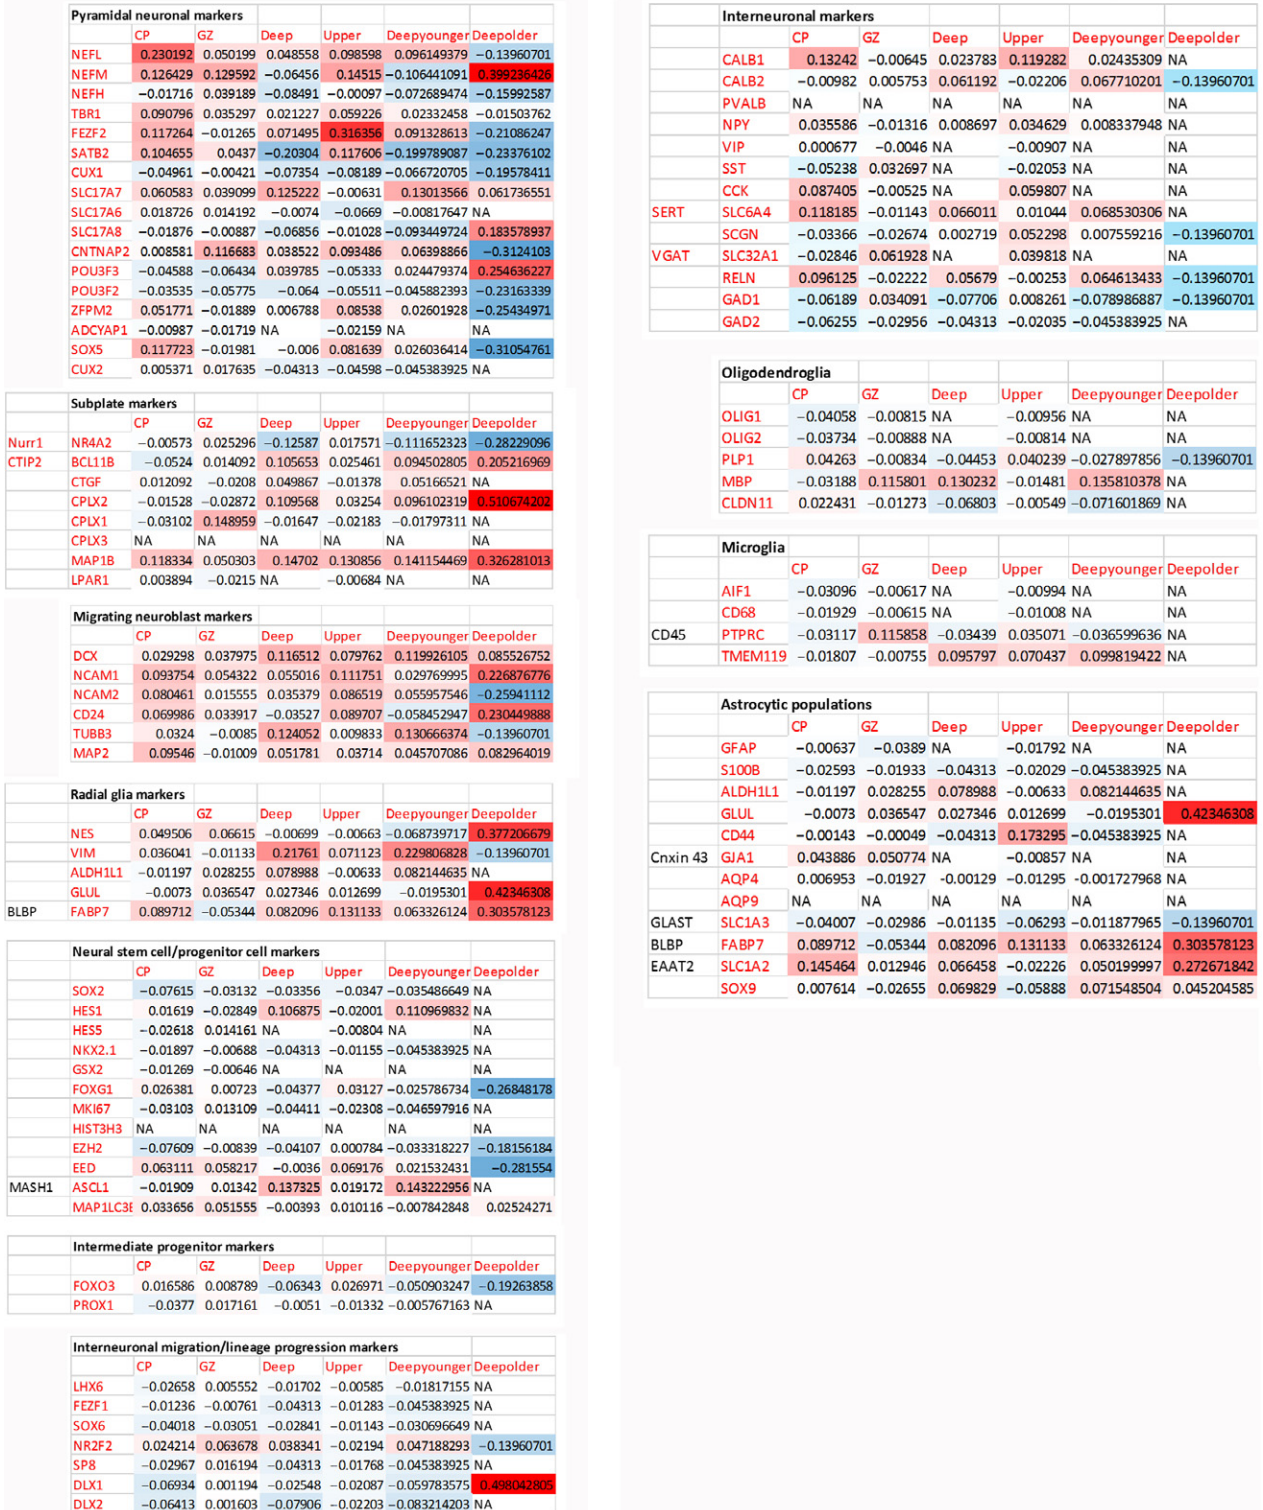 Pyramidal neuronal markers
CP GZ Deep Upper Deepyounger Deepolder
NEFL 0.230192 0.050199 0.048558 0.098598 0.096149379 −0.13960701
NEFM 0.126429 0.129592 −0.06456 0.14515 −0.106441091 0.399236426
NEFH −0.01716 0.039189 −0.08491 −0.00097 −0.072689474 −0.15992587
TBR1 0.090796 0.035297 0.021227 0.059226 0.02332458 −0.01503762
FEZF2 0.117264 −0.01265 0.071495 0.316356 0.091328613 −0.21086247
SATB2 0.104655 0.0437 −0.20304 0.117606 −0.199789087 −0.23376102
CUX1 −0.04961 −0.00421 −0.07354 −0.08189 −0.066720705 −0.19578411
SLC17A7 0.060583 0.039099 0.125222 −0.00631 0.13013566 0.061736551
SLC17A6 0.018726 0.014192 −0.0074 −0.0669 −0.00817647 NA
SLC17A8 −0.01876 −0.00887 −0.06856 −0.01028 −0.093449724 0.183578937
CNTNAP2 0.008581 0.116683 0.038522 0.093486 0.06398866 −0.3124103
POU3F3 −0.04588 −0.06434 0.039785 −0.05333 0.024479374 0.254636227
POU3F2 −0.03535 −0.05775 −0.064 −0.05511 −0.045882393 −0.23163339
ZFPM2 0.051771 −0.01889 0.006788 0.08538 0.02601928 −0.25434971
ADCYAP1 −0.00987 −0.01719 NA −0.02159 NA NA
SOX5 0.117723 −0.01981 −0.006 0.081639 0.026036414 −0.31054761
CUX2 0.005371 0.017635 −0.04313 −0.04598 −0.045383925 NA
Subplate markers
CP GZ Deep Upper Deepyounger Deepolder
Nurr1 NR4A2 −0.00573 0.025296 −0.12587 0.017571 −0.111652323 −0.28229096
CTIP2 BCL11B −0.0524 0.014092 0.105653 0.025461 0.094502805 0.205216969
CTGF 0.012092 −0.0208 0.049867 −0.01378 0.05166521 NA
CPLX2 −0.01528 −0.02872 0.109568 0.03254 0.096102319 0.510674202
CPLX1 −0.03102 0.148959 −0.01647 −0.02183 −0.01797311 NA
CPLX3 NA NA NA NA NA NA
MAP1B 0.118334 0.050303 0.14702 0.130856 0.141154469 0.326281013
LPAR1 0.003894 −0.0215 NA −0.00684 NA NA
Migrating neuroblast markers
CP GZ Deep Upper Deepyounger Deepolder
DCX 0.029298 0.037975 0.116512 0.079762 0.119926105 0.085526752
NCAM1 0.093754 0.054322 0.055016 0.111751 0.029769995 0.226876776
NCAM2 0.080461 0.015555 0.035379 0.086519 0.055957546 −0.25941112
CD24 0.069986 0.033917 −0.03527 0.089707 −0.058452947 0.230449888
TUBB3 0.0324 −0.0085 0.124052 0.009833 0.130666374 −0.13960701
MAP2 0.09546 −0.01009 0.051781 0.03714 0.045707086 0.082964019
Radial glia markers
CP GZ Deep Upper Deepyounger Deepolder
NES 0.049506 0.06615 −0.00699 −0.00663 −0.068739717 0.377206679
VIM 0.036041 −0.01133 0.21761 0.071123 0.229806828 −0.13960701
ALDH1L1 −0.01197 0.028255 0.078988 −0.00633 0.082144635 NA
GLUL −0.0073 0.036547 0.027346 0.012699 −0.0195301 0.42346308
BLBP FABP7 0.089712 −0.05344 0.082096 0.131133 0.063326124 0.303578123
Neural stem cell/progenitor cell markers
CP GZ Deep Upper Deepyounger Deepolder
SOX2 −0.07615 −0.03132 −0.03356 −0.0347 −0.035486649 NA
HES1 0.01619 −0.02849 0.106875 −0.02001 0.110969832 NA
HES5 −0.02618 0.014161 NA −0.00804 NA NA
NKX2.1 −0.01897 −0.00688 −0.04313 −0.01155 −0.045383925 NA
GSX2 −0.01269 −0.00646 NA NA NA NA
FOXG1 0.026381 0.00723 −0.04377 0.03127 −0.025786734 −0.26848178
MKI67 −0.03103 0.013109 −0.04411 −0.02308 −0.046597916 NA
HIST3H3 NA NA NA NA NA NA
EZH2 −0.07609 −0.00839 −0.04107 0.000784 −0.033318227 −0.18156184
EED 0.063111 0.058217 −0.0036 0.069176 0.021532431 −0.281554
MASH1 ASCL1 −0.01909 0.01342 0.137325 0.019172 0.143222956 NA
MAP1LC3B 0.033656 0.051555 −0.00393 0.010116 −0.007842848 0.02524271
Intermediate progenitor markers
CP GZ Deep Upper Deepyounger Deepolder
FOXO3 0.016586 0.008789 −0.06343 0.026971 −0.050903247 −0.19263858
PROX1 −0.0377 0.017161 −0.0051 −0.01332 −0.005767163 NA
Interneuronal migration/lineage progression markers
CP GZ Deep Upper Deepyounger Deepolder
LHX6 −0.02658 0.005552 −0.01702 −0.00585 −0.01817155 NA
FEZF1 −0.01236 −0.00761 −0.04313 −0.01283 −0.045383925 NA
SOX6 −0.04018 −0.03051 −0.02841 −0.01143 −0.030696649 NA
NR2F2 0.024214 0.063678 0.038341 −0.02194 0.047188293 −0.13960701
SP8 −0.02967 0.016194 −0.04313 −0.01768 −0.045383925 NA
DLX1 −0.06934 0.001194 −0.02548 −0.02087 −0.059783575 0.498042805
DLX2 −0.06413 0.001603 −0.07906 −0.02203 −0.083214203 NA
Interneuronal markers
CP GZ Deep Upper Deepyounger Deepolder
CALB1 0.13242 −0.00645 0.023783 0.119282 0.02435309 NA
CALB2 −0.00982 0.005753 0.061192 −0.02206 0.067710201 −0.13960701
PVALB NA NA NA NA NA NA
NPY 0.035586 −0.01316 0.008697 0.034629 0.008337948 NA
VIP 0.000677 −0.0046 NA −0.00907 NA NA
SST −0.05238 0.032697 NA −0.02053 NA NA
CCK 0.087405 −0.00525 NA 0.059807 NA NA
SERT SLC6A4 0.118185 −0.01143 0.066011 0.01044 0.068530306 NA
SCGN −0.03366 −0.02674 0.002719 0.052298 0.007559216 −0.13960701
VGAT SLC32A1 −0.02846 0.061928 NA 0.039818 NA NA
RELN 0.096125 −0.02222 0.05679 −0.00253 0.064613433 −0.13960701
GAD1 −0.06189 0.034091 −0.07706 0.008261 −0.078986887 −0.13960701
GAD2 −0.06255 −0.02956 −0.04313 −0.02035 −0.045383925 NA
Oligodendroglia
CP GZ Deep Upper Deepyounger Deepolder
OLIG1 −0.04058 −0.00815 NA −0.00956 NA NA
OLIG2 −0.03734 −0.00888 NA −0.00814 NA NA
PLP1 0.04263 −0.00834 −0.04453 0.040239 −0.027897856 −0.13960701
MBP −0.03188 0.115801 0.130232 −0.01481 0.135810378 NA
CLDN11 0.022431 −0.01273 −0.06803 −0.00549 −0.071601869 NA
Microglia
CP GZ Deep Upper Deepyounger Deepolder
AIF1 −0.03096 −0.00617 NA −0.00994 NA NA
CD68 −0.01929 −0.00615 NA −0.01008 NA NA
CD45 PTPRC −0.03117 0.115858 −0.03439 0.035071 −0.036599636 NA
TMEM119 −0.01807 −0.00755 0.095797 0.070437 0.099819422 NA
Astrocytic populations
CP GZ Deep Upper Deepyounger Deepolder
GFAP −0.00637 −0.0389 NA −0.01792 NA NA
S100B −0.02593 −0.01933 −0.04313 −0.02029 −0.045383925 NA
ALDH1L1 −0.01197 0.028255 0.078988 −0.00633 0.082144635 NA
GLUL −0.0073 0.036547 0.027346 0.012699 −0.0195301 0.42346308
CD44 −0.00143 −0.00049 −0.04313 0.173295 −0.045383925 NA
Cnxin 43 GJA1 0.043886 0.050774 NA −0.00857 NA NA
AQP4 0.006953 −0.01927 −0.00129 −0.01295 −0.001727968 NA
AQP9 NA NA NA NA NA NA
GLAST SLC1A3 −0.04007 −0.02986 −0.01135 −0.06293 −0.011877965 −0.13960701
BLBP FABP7 0.089712 −0.05344 0.082096 0.131133 0.063326124 0.303578123
EAAT2 SLC1A2 0.145464 0.012946 0.066458 −0.02226 0.050199997 0.272671842
SOX9 0.007614 −0.02655 0.069829 −0.05888 0.071548504 0.045204585